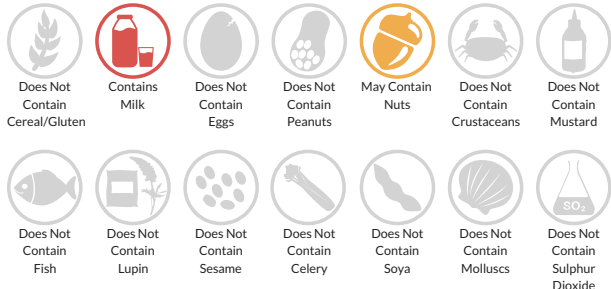 Does Not
Contain
Cereal/Gluten
Contains
Milk
Does Not
Contain
Eggs
Does Not
Contain
Peanuts
May Contain
Nuts
Does Not
Contain
Crustaceans
Does Not
Contain
Mustard
SO₂
Does Not
Contain
Fish
Does Not
Contain
Lupin
Does Not
Contain
Sesame
Does Not
Contain
Celery
Does Not
Contain
Soya
Does Not
Contain
Molluscs
Does Not
Contain
Sulphur
Dioxide